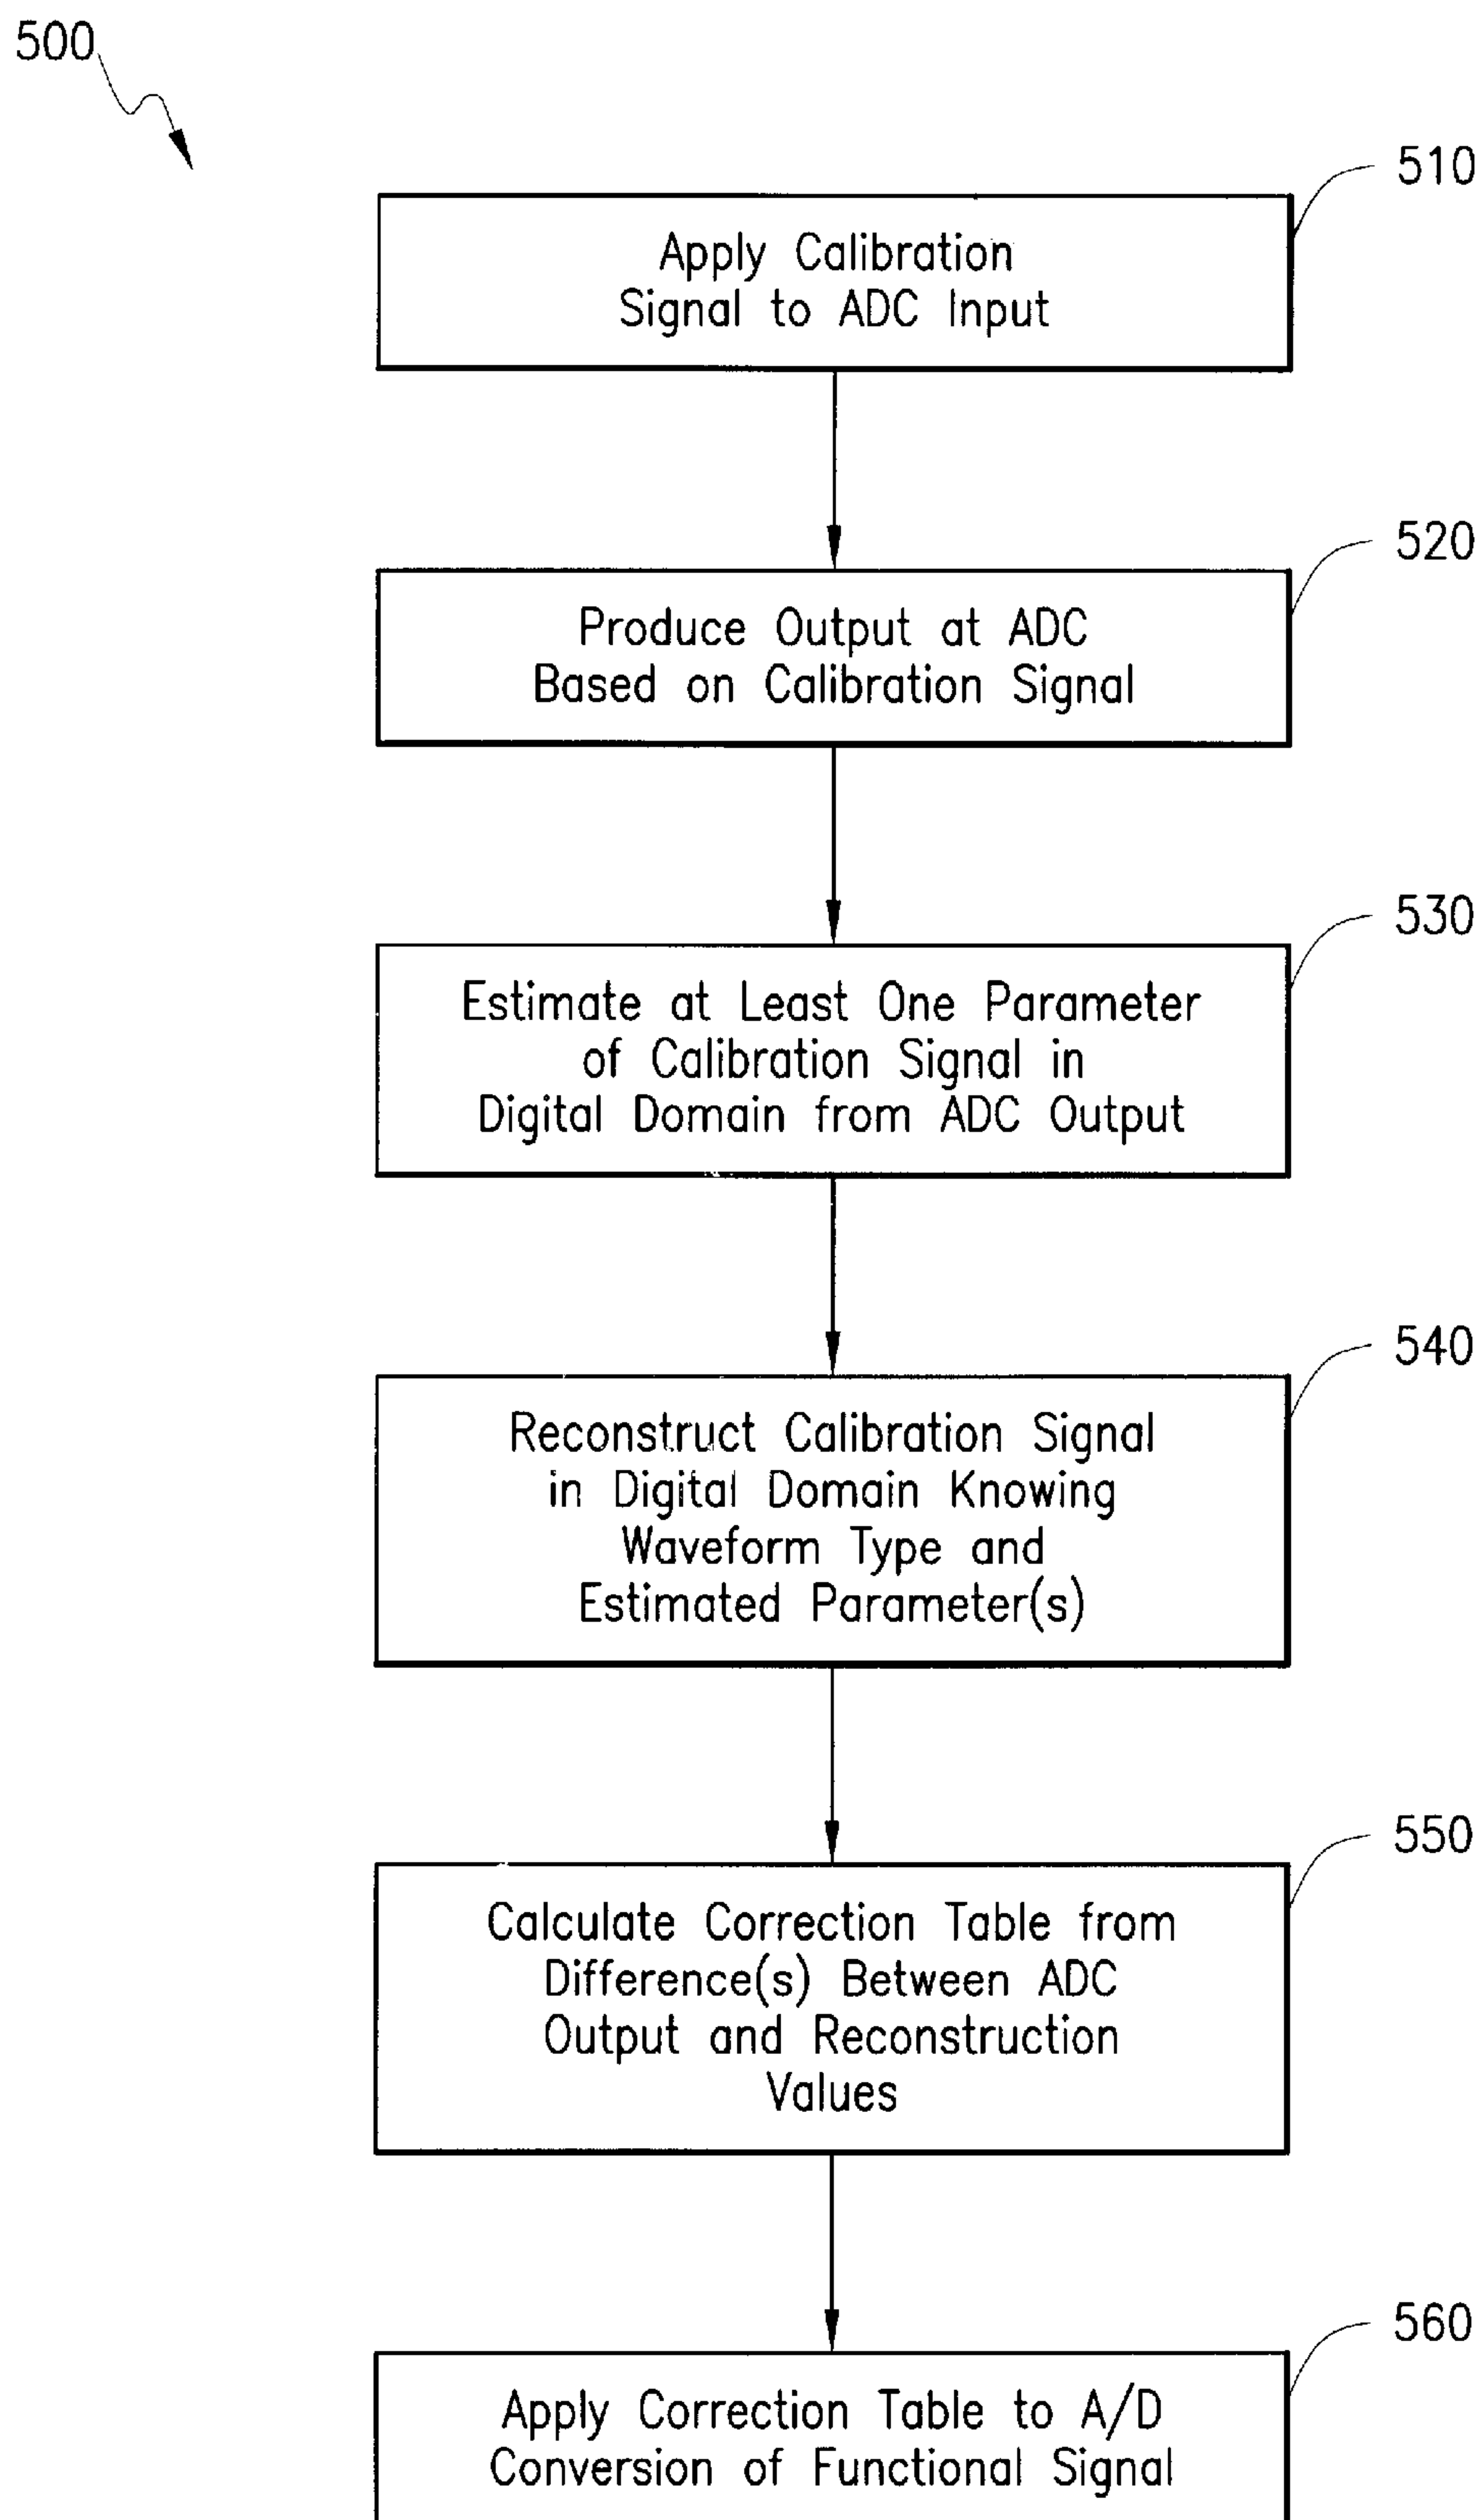 500
510
Apply Calibration
Signal to ADC Input
520
Produce Output at ADC
Based on Calibration Signal
530
Estimate at Least One Parameter
of Calibration Signal in
Digital Domain from ADC Output
540
Reconstruct Calibration Signal
in Digital Domain Knowing
Waveform Type and
Estimated Parameter(s)
550
Calculate Correction Table from
Difference(s) Between ADC
Output and Reconstruction
Values
560
Apply Correction Table to A/D
Conversion of Functional Signal